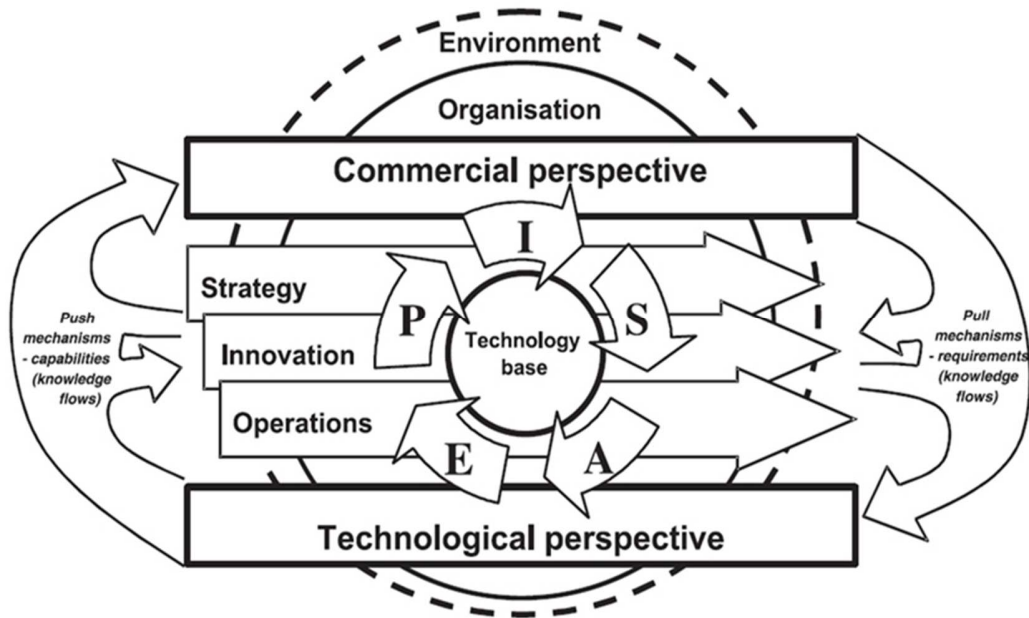 Environment
Organisation
Commercial perspective
I
Strategy
P
S
Push
mechanisms
- capabilities
(knowledge
flows)
Innovation
Technology
base
Pull
mechanisms
- requirements
(knowledge
flows)
Operations
E
A
Technological perspective